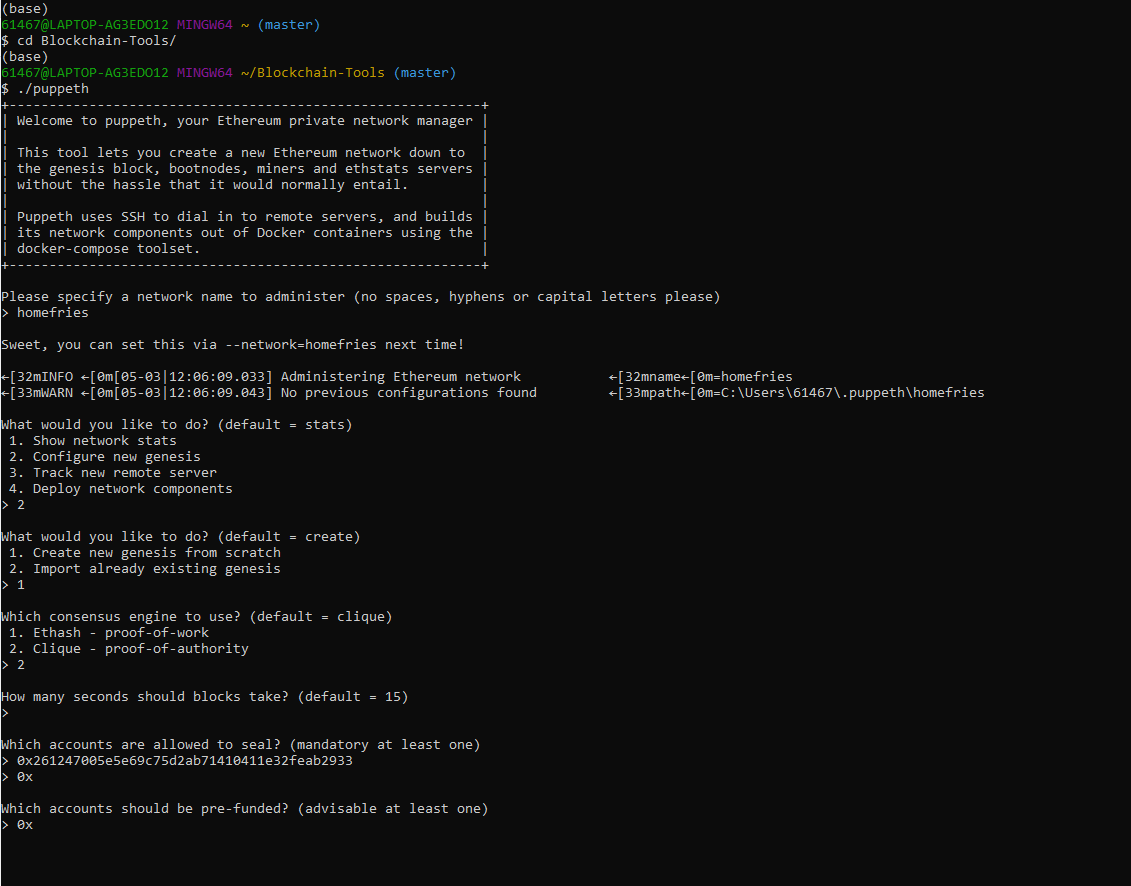 (base)
61467@LAPTOP-AG3EDO12 MINGW64 ~ (master)
$ cd Blockchain-Tools/
(base)
61467@LAPTOP-AG3EDO12 MINGW64 ~/Blockchain-Tools (master)
$ ./puppeth
+-----------------------------------------------------------+
| Welcome to puppeth, your Ethereum private network manager |
|                                                           |
| This tool lets you create a new Ethereum network down to  |
| the genesis block, bootnodes, miners and ethstats servers |
| without the hassle that it would normally entail.         |
|                                                           |
| Puppeth uses SSH to dial in to remote servers, and builds |
| its network components out of Docker containers using the |
| docker-compose toolset.                                   |
+-----------------------------------------------------------+
Please specify a network name to administer (no spaces, hyphens or capital letters please)
> homefries
Sweet, you can set this via --network=homefries next time!
←[32mINFO ←[0m[05-03|12:06:09.033] Administering Ethereum network           ←[32mname←[0m=homefries
←[33mWARN ←[0m[05-03|12:06:09.043] No previous configurations found         ←[33mpath←[0m=C:\Users\61467\.puppeth\homefries
What would you like to do? (default = stats)
 1. Show network stats
 2. Configure new genesis
 3. Track new remote server
 4. Deploy network components
> 2
What would you like to do? (default = create)
 1. Create new genesis from scratch
 2. Import already existing genesis
> 1
Which consensus engine to use? (default = clique)
 1. Ethash - proof-of-work
 2. Clique - proof-of-authority
> 2
How many seconds should blocks take? (default = 15)
>
Which accounts are allowed to seal? (mandatory at least one)
> 0x261247005e5e69c75d2ab71410411e32feab2933
> 0x
Which accounts should be pre-funded? (advisable at least one)
> 0x